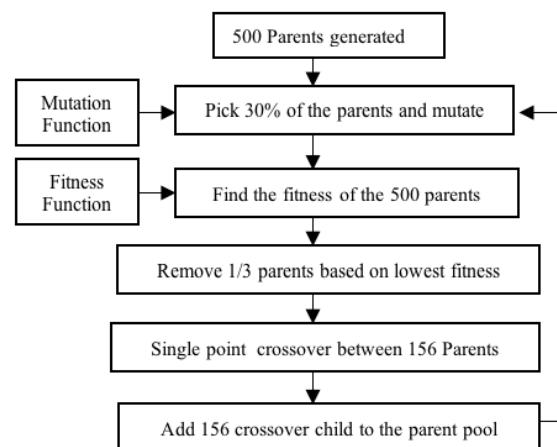 500 Parents generated
Mutation
Function
Pick 30% of the parents and mutate
Fitness
Function
Find the fitness of the 500 parents
Remove 1/3 parents based on lowest fitness
Single point crossover between 156 Parents
Add 156 crossover child to the parent pool